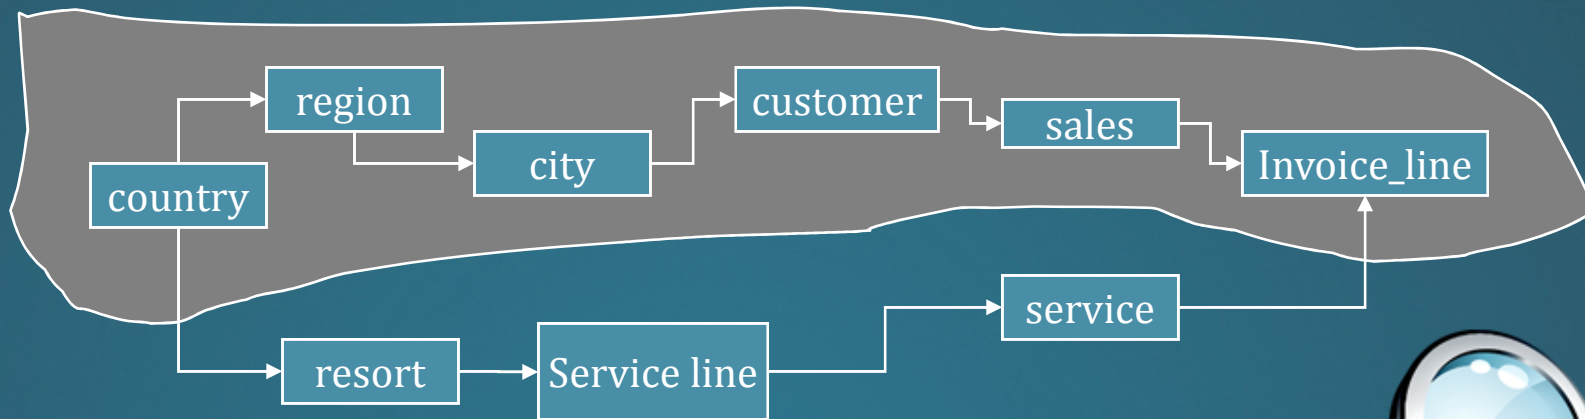 region
customer
sales
city
Invoice_line
country
service
resort
Service line